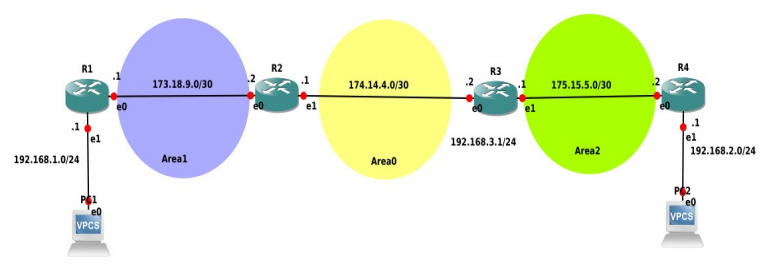 R1
.1
173.18.9.0/30
.2
R2
.1
174.14.4.0/30
.2
R3
.1
175.15.5.0/30
.2
R4
e0
e0
e1
e0
e1
e0
.1
e1
192.168.1.0/24
Area1
Area0
192.168.3.1/24
Area2
.1
e1
192.168.2.0/24
PC1
e0
VPCS
PC2
e0
VPCS